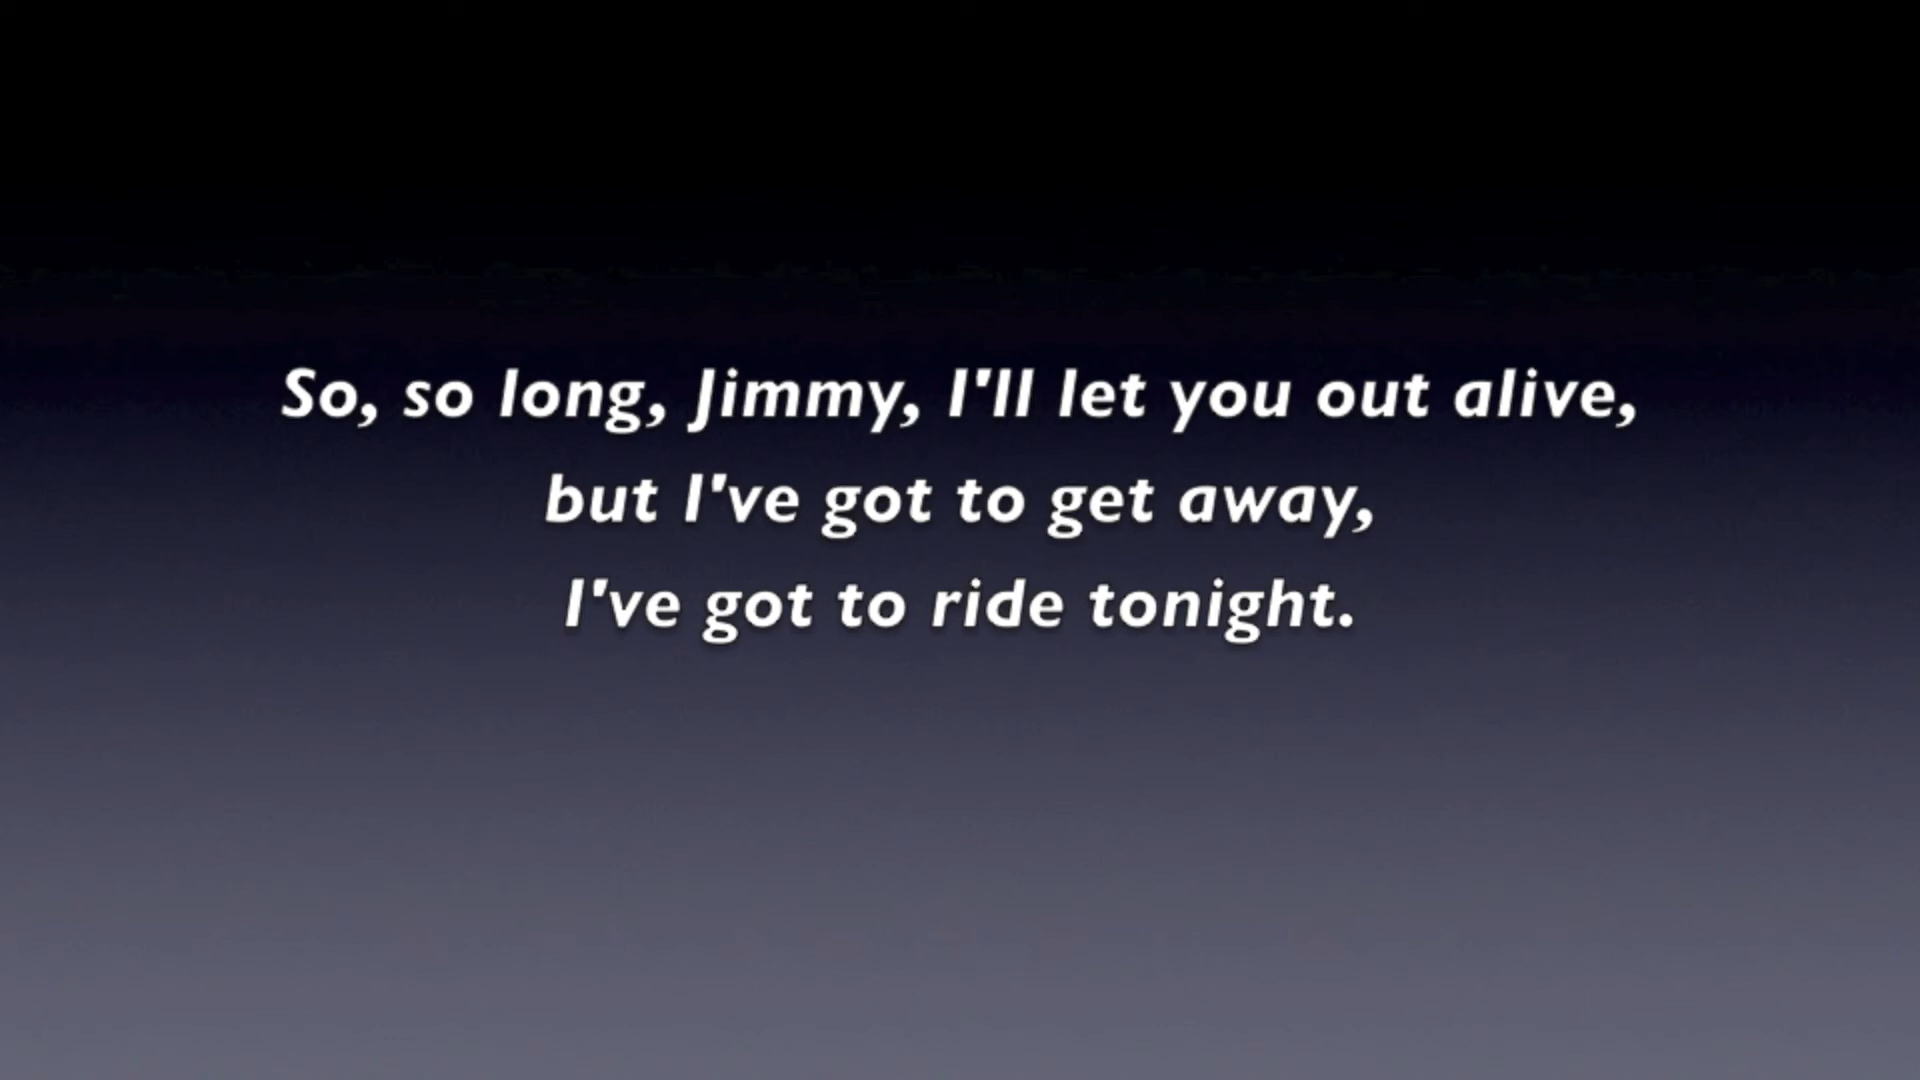 So, so long, Jimmy, I'll let you out alive,
but I've got to get away,
I've got to ride tonight.